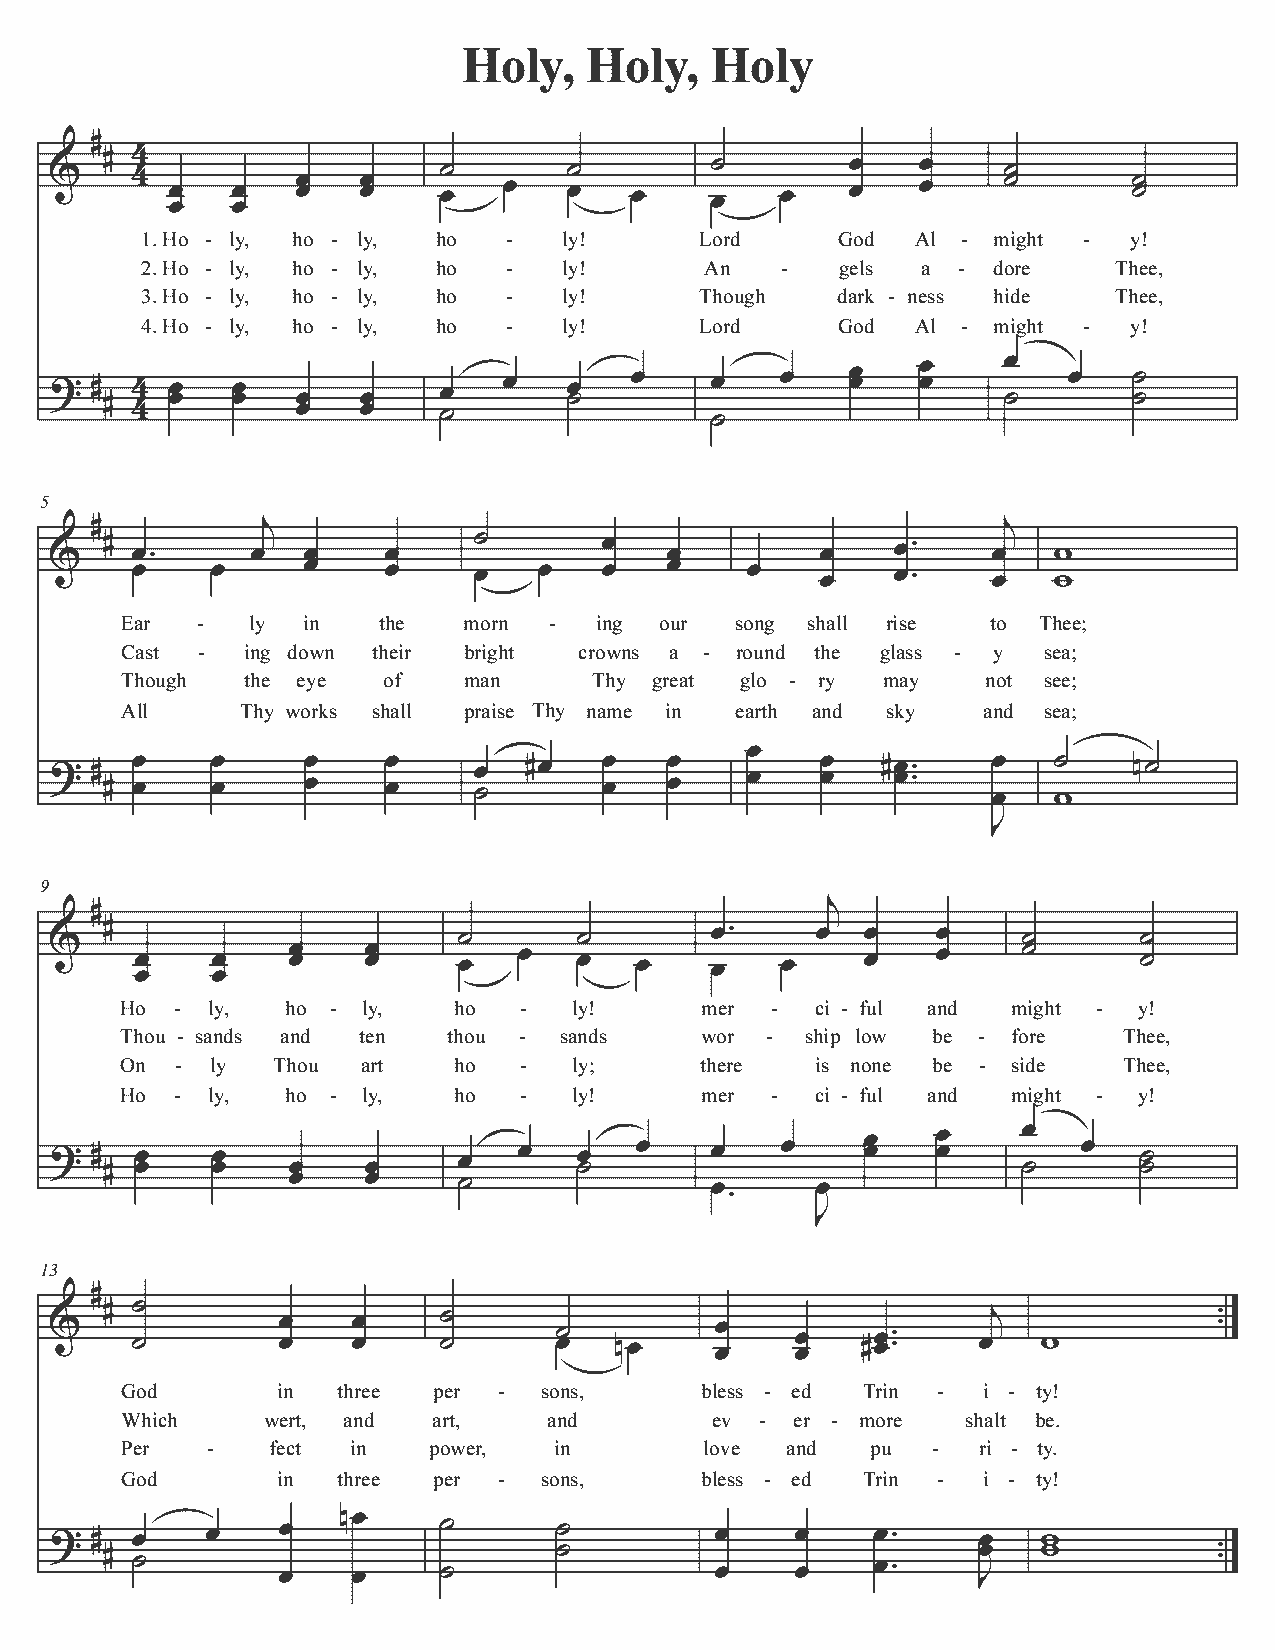 Holy, Holy, Holy
1. Ho - ly, ho - ly, ho - ly! Lord God Al - might - y!
2. Ho - ly, ho - ly, ho - ly! An - gels a - dore Thee,
3. Ho - ly, ho - ly, ho - ly! Though dark - ness hide Thee,
4. Ho - ly, ho - ly, ho - ly! Lord God Al - might - y!
5
Ear - ly in the morn - ing our song shall rise to Thee;
Cast - ing down their bright crowns a - round the glass - y sea;
Though the eye of man Thy great glo - ry may not see;
All Thy works shall praise Thy name in earth and sky and sea;
9
Ho - ly, ho - ly, ho - ly! mer - ci - ful and might - y!
Thou - sands and ten thou - sands wor - ship low be - fore Thee,
On - ly Thou art ho - ly; there is none be - side Thee,
Ho - ly, ho - ly, ho - ly! mer - ci - ful and might - y!
13
God in three per - sons, bless - ed Trin - i - ty!
Which wert, and art, and ev - er - more shalt be.
Per - fect in power, in love and pu - ri - ty.
God in three per - sons, bless - ed Trin - i - ty!